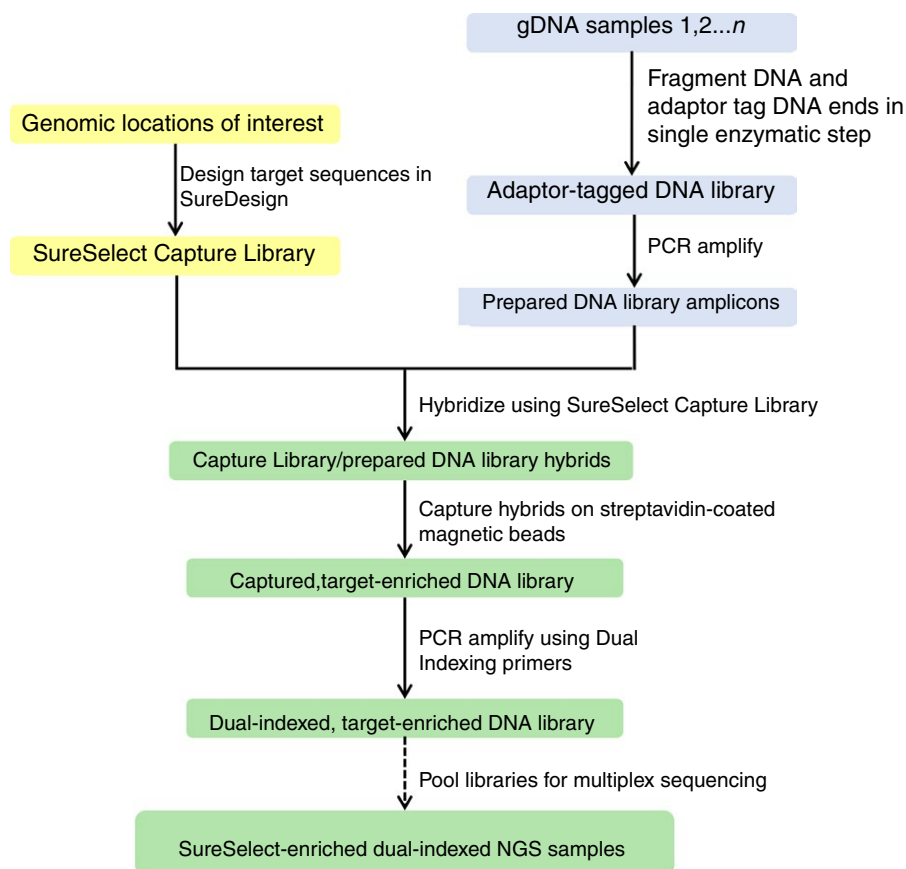 gDNA samples 1,2...n
Fragment DNA and
adaptor tag DNA ends in
single enzymatic step
Genomic locations of interest
Design target sequences in
SureDesign
Adaptor-tagged DNA library
PCR amplify
SureSelect Capture Library
Prepared DNA library amplicons
Hybridize using SureSelect Capture Library
Capture Library/prepared DNA library hybrids
Capture hybrids on streptavidin-coated
magnetic beads
Captured,target-enriched DNA library
PCR amplify using Dual
Indexing primers
Dual-indexed, target-enriched DNA library
Pool libraries for multiplex sequencing
SureSelect-enriched dual-indexed NGS samples